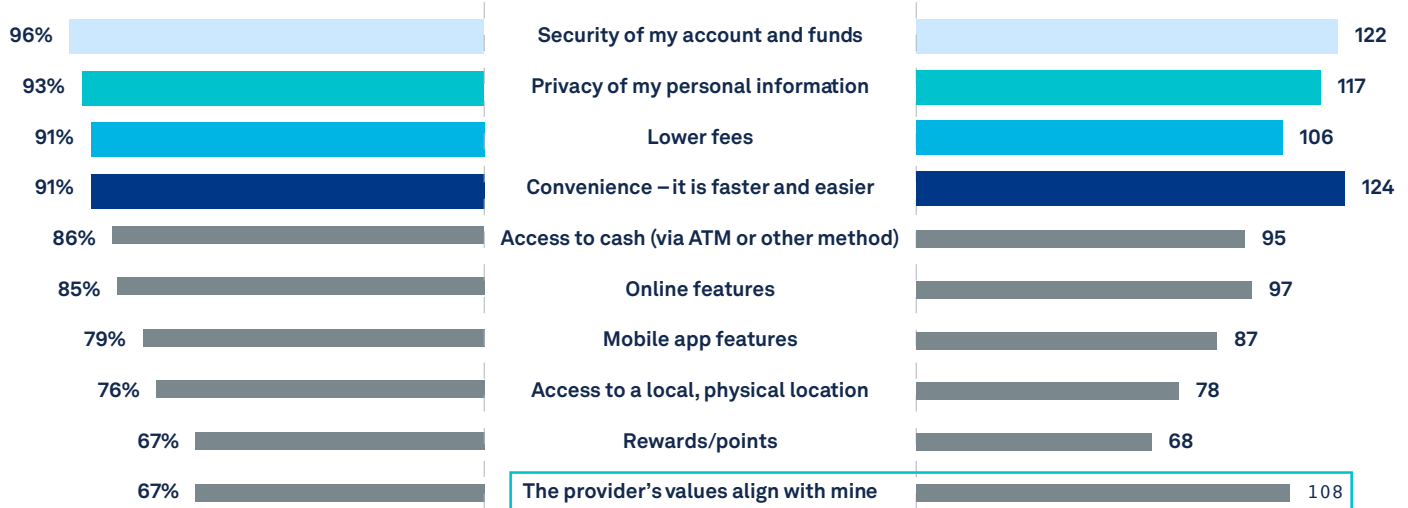 96% Security of my account and funds 122
93% Privacy of my personal information 117
91% Lower fees 106
91% Convenience – it is faster and easier 124
86% Access to cash (via ATM or other method) 95
85% Online features 97
79% Mobile app features 87
76% Access to a local, physical location 78
67% Rewards/points 68
67% The provider's values align with mine 108